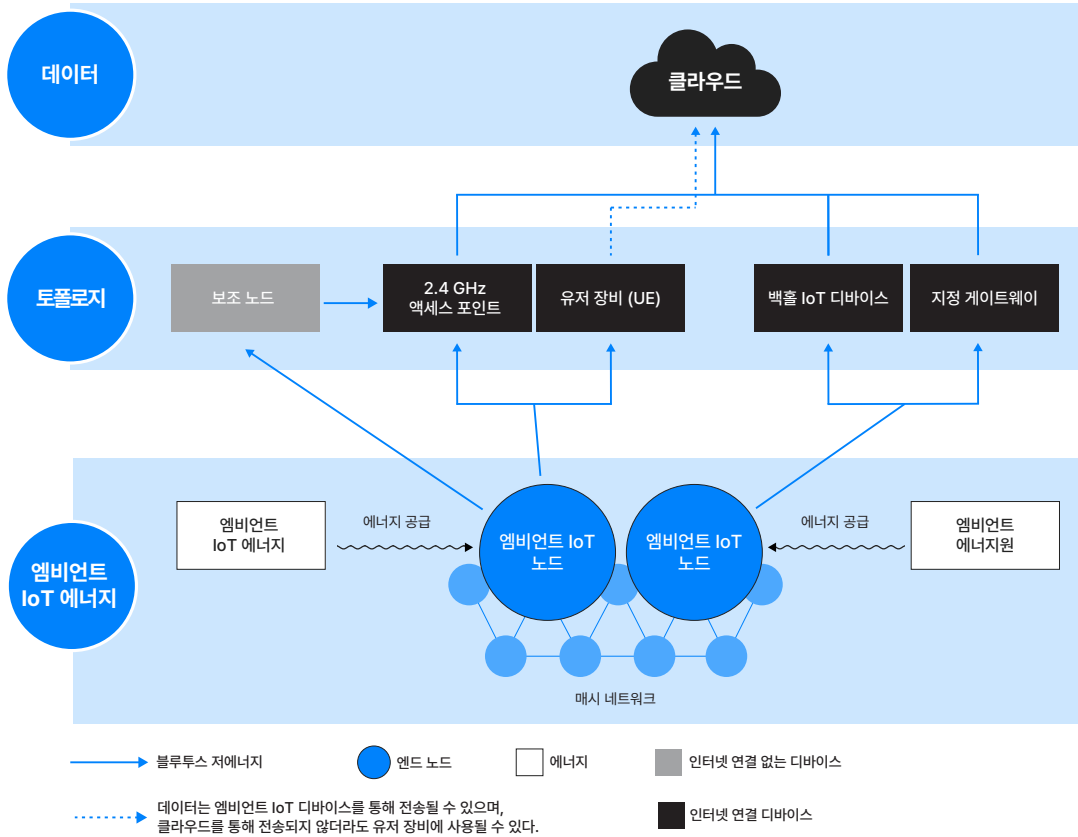 데이터
클라우드
토폴로지
보조 노드
2.4 GHz
액세스 포인트
유저 장비 (UE)
백홀 IoT 디바이스
지정 게이트웨이
엠비언트
IoT 에너지
엠비언트
IoT 에너지
에너지 공급
엠비언트 IoT
노드
엠비언트 IoT
노드
에너지 공급
엠비언트
에너지원
매시 네트워크
블루투스 저에너지
엔드 노드
에너지
인터넷 연결 없는 디바이스
데이터는 엠비언트 IoT 디바이스를 통해 전송될 수 있으며,
클라우드를 통해 전송되지 않더라도 유저 장비에 사용될 수 있다.
인터넷 연결 디바이스